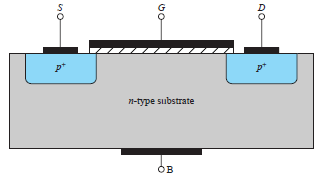 S G D
p+ p+
n-type substrate
B